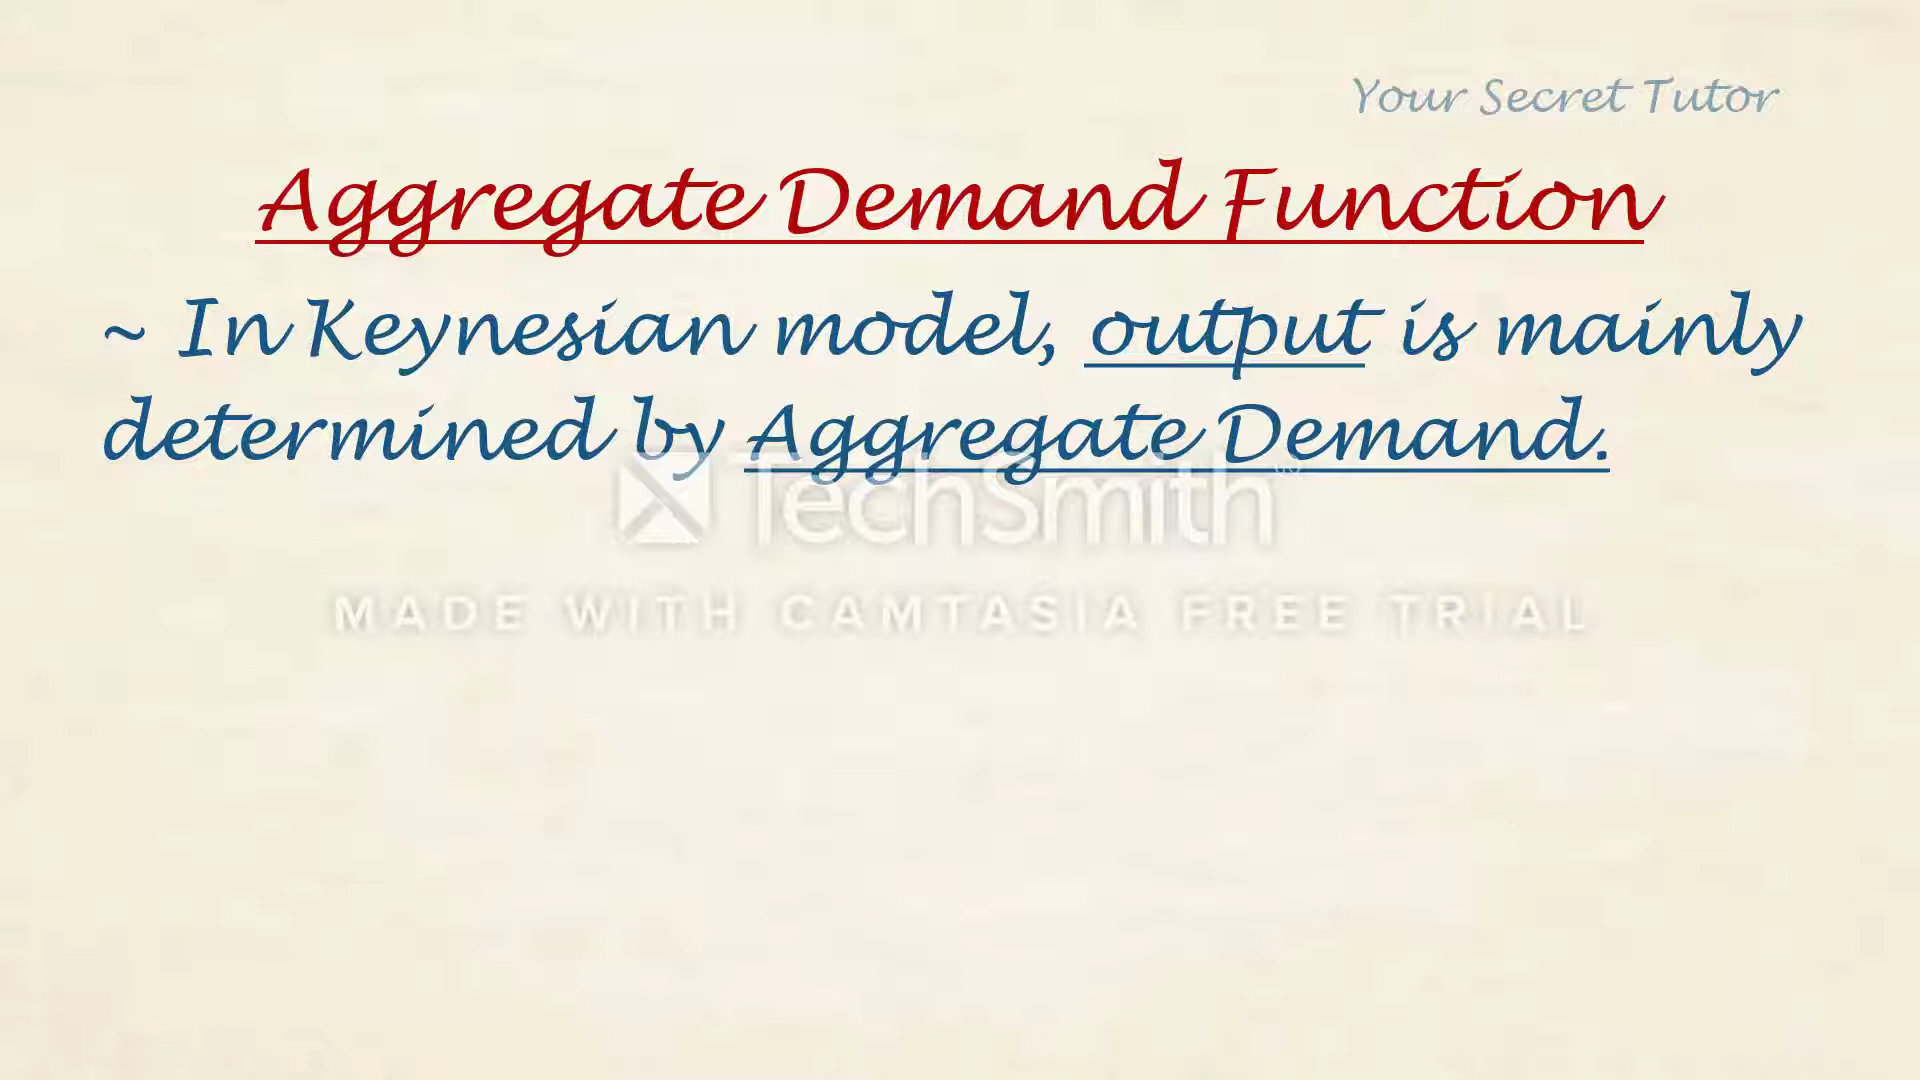 Your Secret Tutor
Aggregate Demand Function
~ In Keynesian model, output is mainly
determined by Aggregate Demand.
TechSmith®
MADE WITH CAMTASIA FREE TRIAL